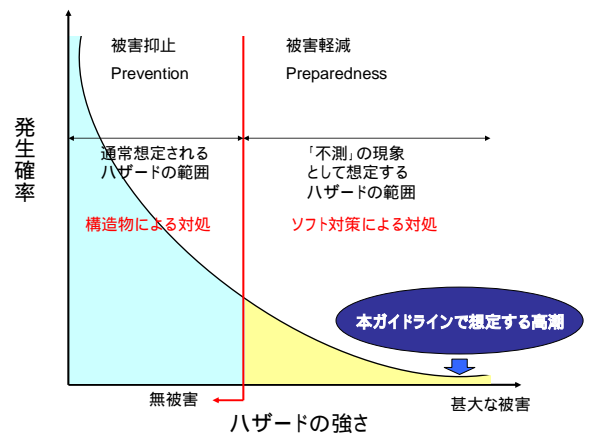 被害抑止
Prevention
被害軽減
Preparedness
発生確率
通常想定される
ハザードの範囲
「不測」の現象
として想定する
ハザードの範囲
構造物による対処
ソフト対策による対処
本ガイドラインで想定する高潮
無被害
甚大な被害
ハザードの強さ